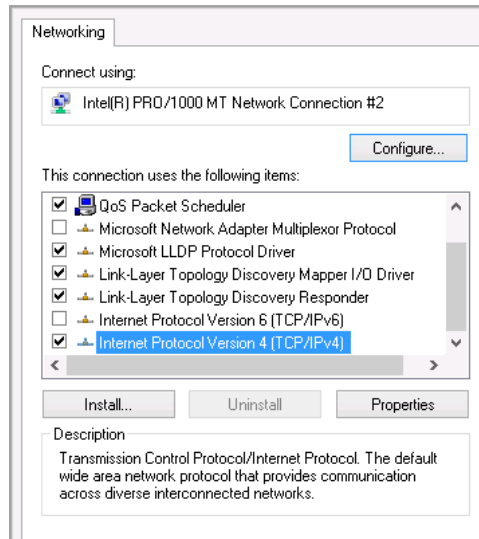 Networking
Connect using:
Intel(R) PRO/1000 MT Network Connection #2
Configure...
This connection uses the following items:
QoS Packet Scheduler
Microsoft Network Adapter Multiplexor Protocol
Microsoft LLDP Protocol Driver
Link-Layer Topology Discovery Mapper I/O Driver
Link-Layer Topology Discovery Responder
Internet Protocol Version 6 (TCP/IPv6)
Internet Protocol Version 4 (TCP/IPv4)
Install... Uninstall Properties
Description
Transmission Control Protocol/Internet Protocol. The default
wide area network protocol that provides communication
across diverse interconnected networks.